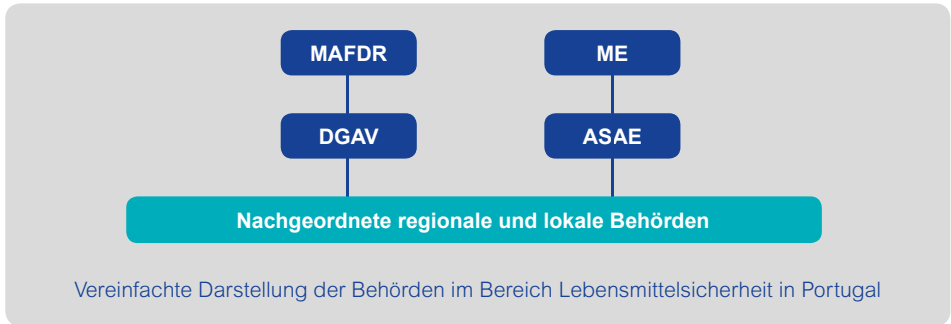 MAFDR ME
DGAV ASAE
Nachgeordnete regionale und lokale Behörden
Vereinfachte Darstellung der Behörden im Bereich Lebensmittelsicherheit in Portugal